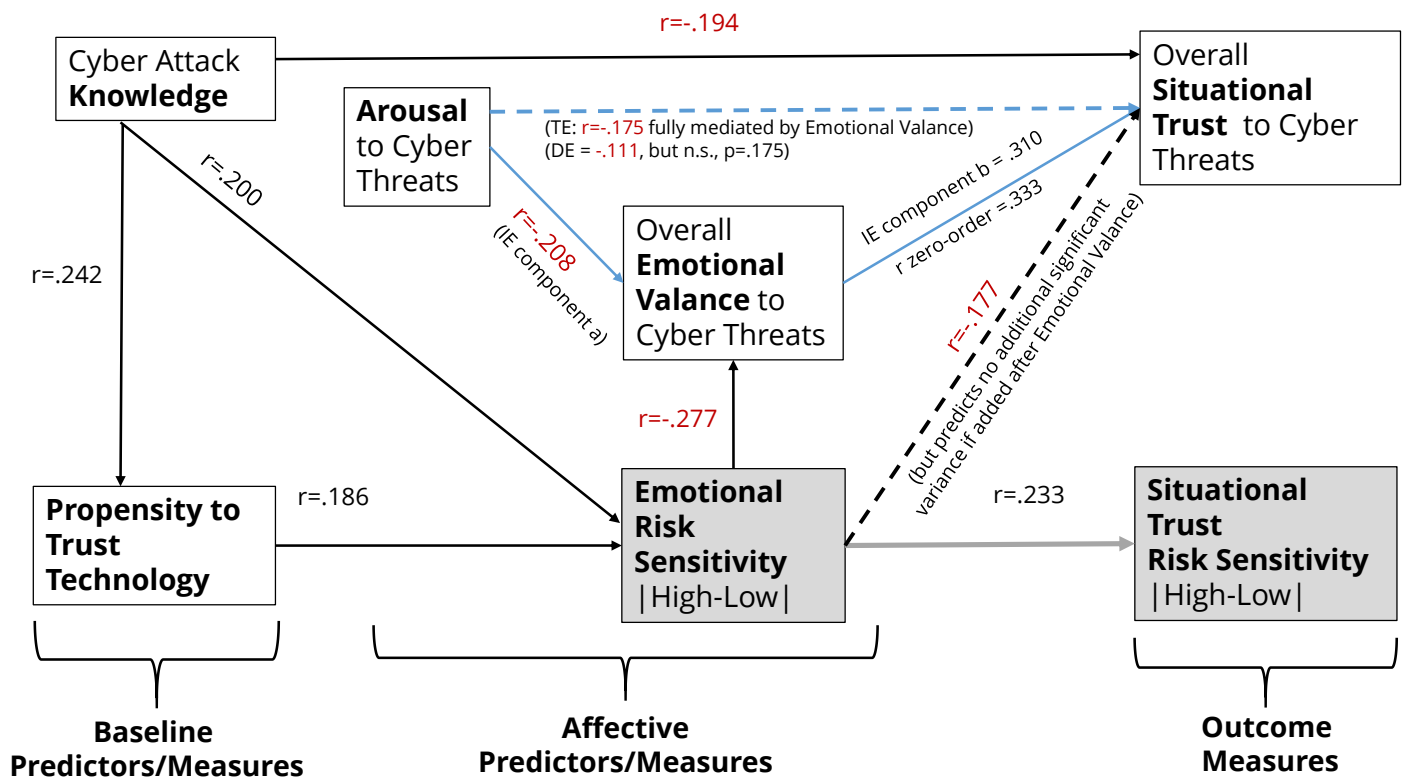 r=-.194
Cyber Attack
Knowledge
Arousal
to Cyber
Threats
Overall
Situational
Trust to Cyber
Threats
(TE: r=-.175 fully mediated by Emotional Valance)
(DE = -.111, but n.s., p=.175)
r=.200
r=-.208
(IE component a)
IE component b = .310
r zero-order =.333
Overall
Emotional
Valance to
Cyber Threats
r=.242
r=-.177
(but predicts no additional significant
variance if added after Emotional Valance)
r=-.277
Propensity to
Trust
Technology
r=.186
Emotional
Risk
Sensitivity
|High-Low|
r=.233
Situational
Trust
Risk Sensitivity
|High-Low|
Baseline
Predictors/Measures
Affective
Predictors/Measures
Outcome
Measures